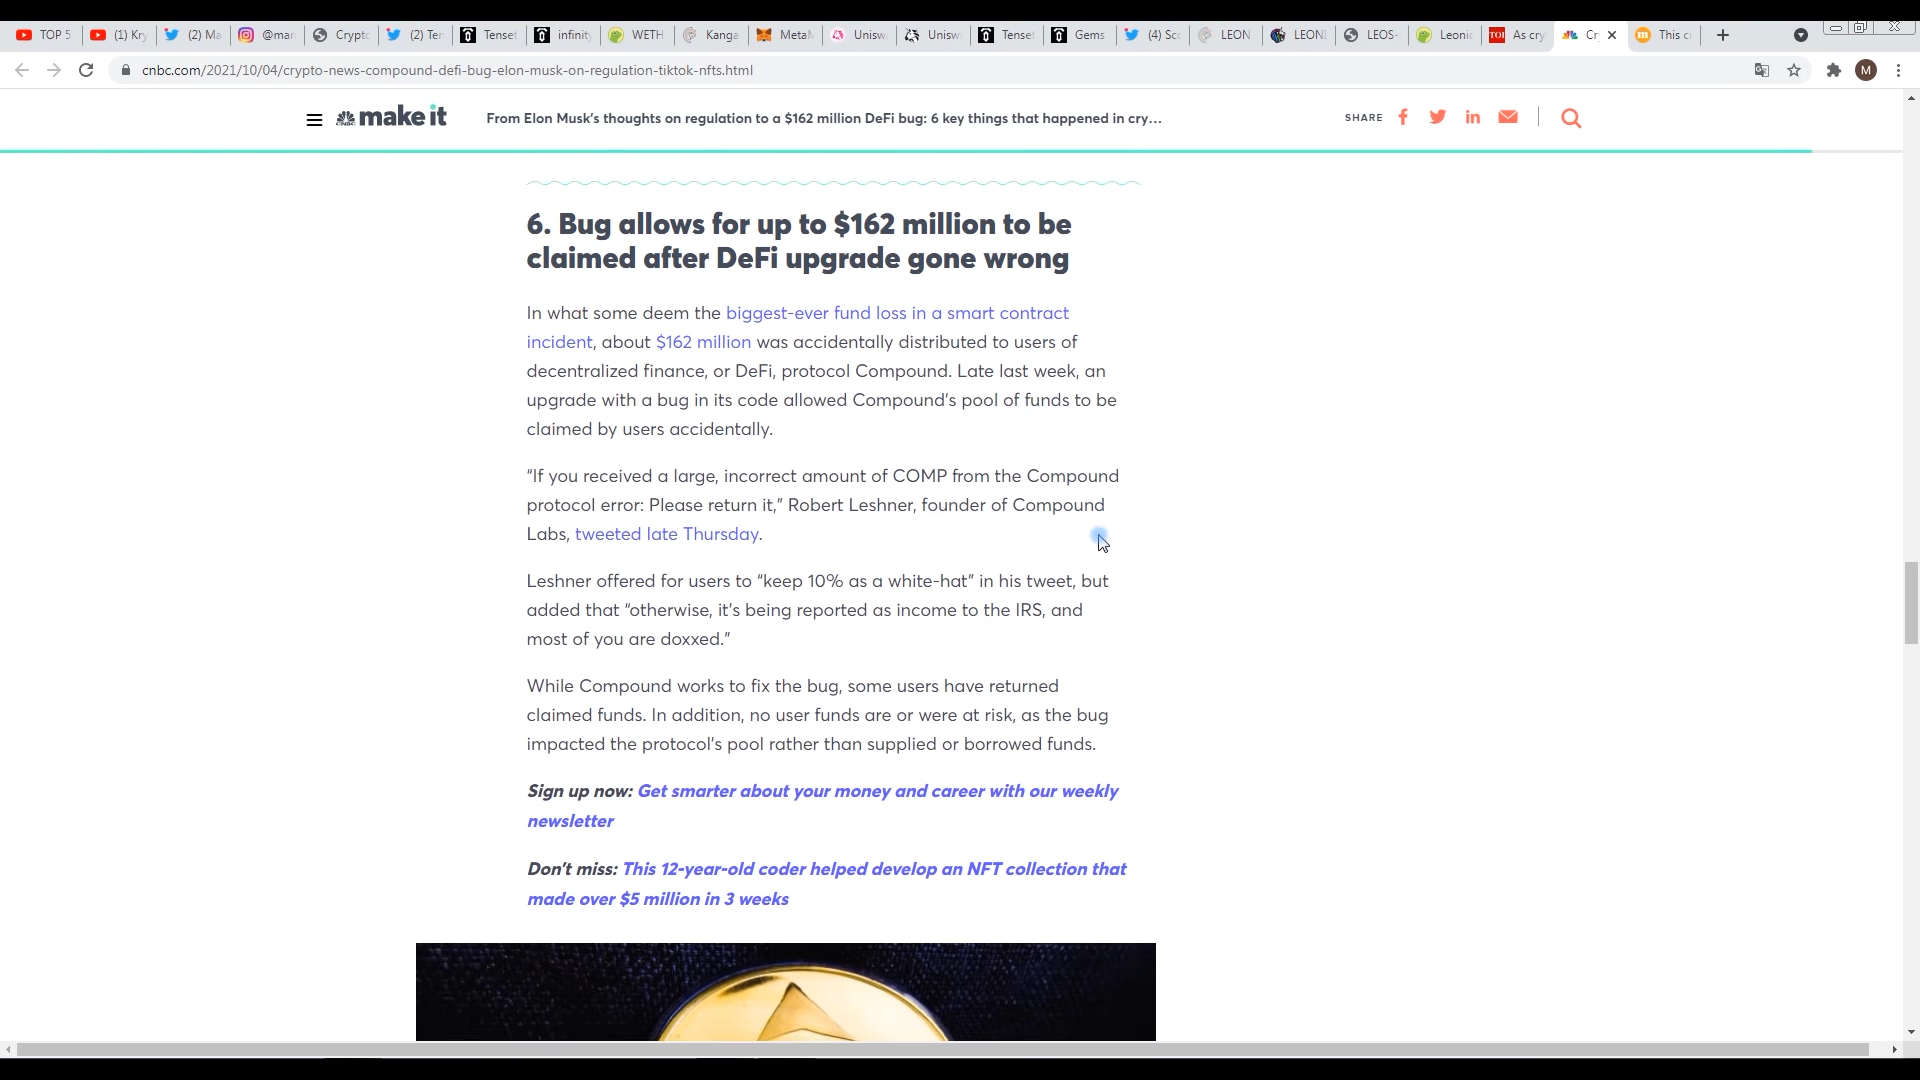 TOP 5 (1) Kry (2) Ma @mar Crypto (2) Ten Tenset infinity WETH Kanga MetaM Unisw Unisw Tenset Gems (4) Sco LEON LEONI LEOS- Leonic TOI As cry Cr This c
cnbc.com/2021/10/04/crypto-news-compound-defi-bug-elon-musk-on-regulation-tiktok-nfts.html M
CNBC make it From Elon Musk's thoughts on regulation to a $162 million DeFi bug: 6 key things that happened in cry... SHARE
6. Bug allows for up to $162 million to be
claimed after DeFi upgrade gone wrong
In what some deem the biggest-ever fund loss in a smart contract
incident, about $162 million was accidentally distributed to users of
decentralized finance, or DeFi, protocol Compound. Late last week, an
upgrade with a bug in its code allowed Compound's pool of funds to be
claimed by users accidentally.
“If you received a large, incorrect amount of COMP from the Compound
protocol error: Please return it,” Robert Leshner, founder of Compound
Labs, tweeted late Thursday.
Leshner offered for users to “keep 10% as a white-hat” in his tweet, but
added that “otherwise, it's being reported as income to the IRS, and
most of you are doxxed.”
While Compound works to fix the bug, some users have returned
claimed funds. In addition, no user funds are or were at risk, as the bug
impacted the protocol's pool rather than supplied or borrowed funds.
Sign up now: Get smarter about your money and career with our weekly
newsletter
Don't miss: This 12-year-old coder helped develop an NFT collection that
made over $5 million in 3 weeks